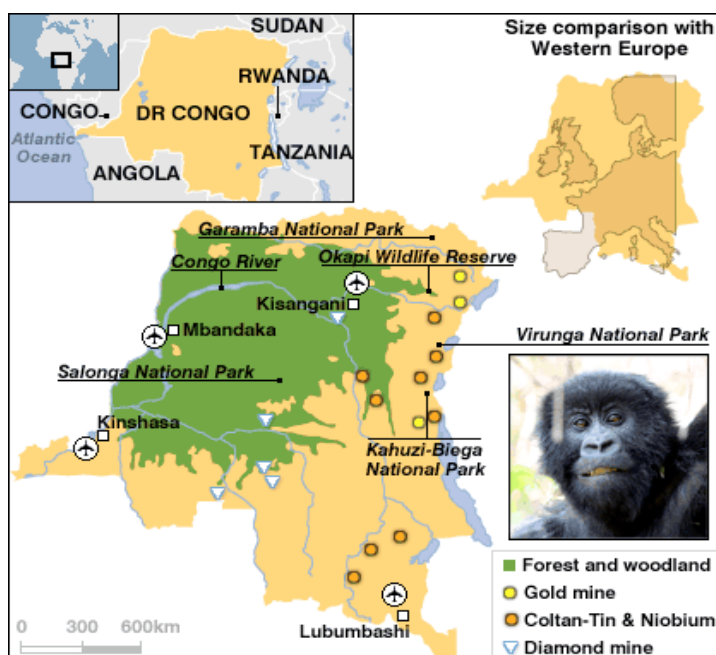 SUDAN
RWANDA
CONGO
DR CONGO
Atlantic
Ocean
TANZANIA
ANGOLA
Size comparison with
Western Europe
Garamba National Park
Congo River
Okapi Wildlife Reserve
Kisangani
Mbandaka
Virunga National Park
Salonga National Park
Kinshasa
Kahuzi-Biega
National Park
Lubumbashi
Forest and woodland
Gold mine
Coltan-Tin & Niobium
Diamond mine
0 300 600km